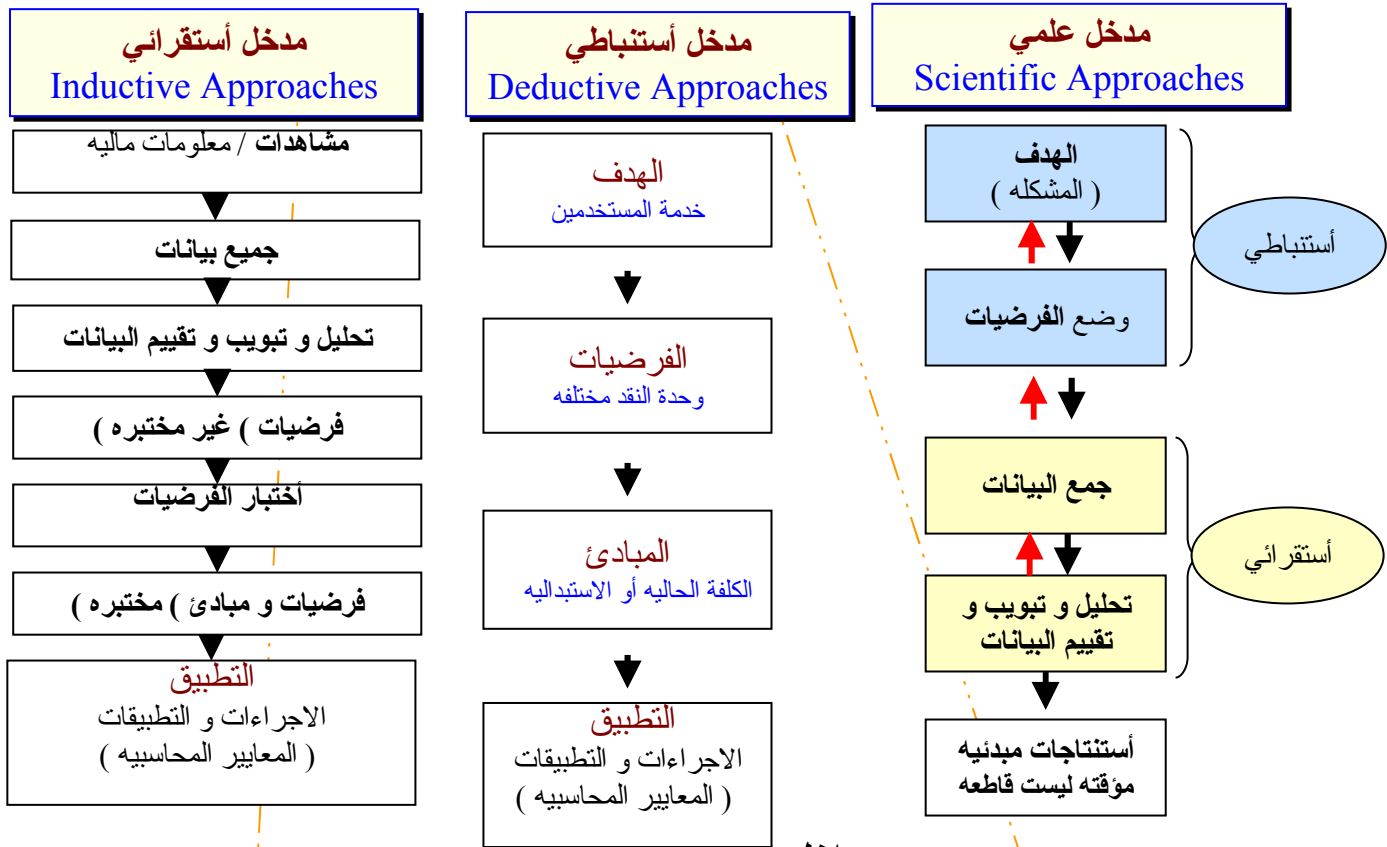 مدخل أستقرائي
Inductive Approaches
مشاهدات / معلومات ماليه
جميع بيانات
تحليل و تبويب و تقييم البيانات
فرضيات ) غير مختبره )
أختبار الفرضيات
فرضيات و مبادئ ) مختبره )
التطبيق
الاجراءات و التطبيقات
( المعايير المحاسبيه )
مدخل أستنباطي
Deductive Approaches
الهدف
خدمة المستخدمين
الفرضيات
وحدة النقد مختلفه
المبادئ
الكلفة الحاليه أو الاستبداليه
التطبيق
الاجراءات و التطبيقات
( المعايير المحاسبيه )
مدخل علمي
Scientific Approaches
الهدف
( المشكله )
وضع الفرضيات
أستنباطي
جمع البيانات
تحليل و تبويب و
تقييم البيانات
أستقرائي
أستنتاجات مبدئيه
مؤقته ليست قاطعه